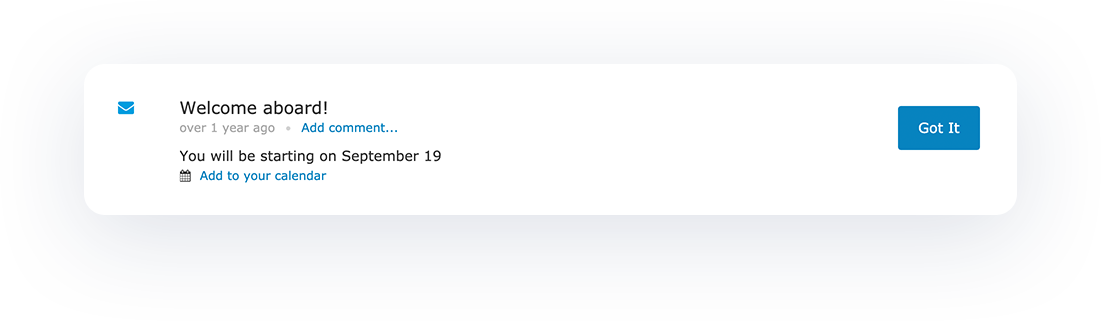 Welcome aboard!
over 1 year ago • Add comment...
Got It
You will be starting on September 19
Add to your calendar